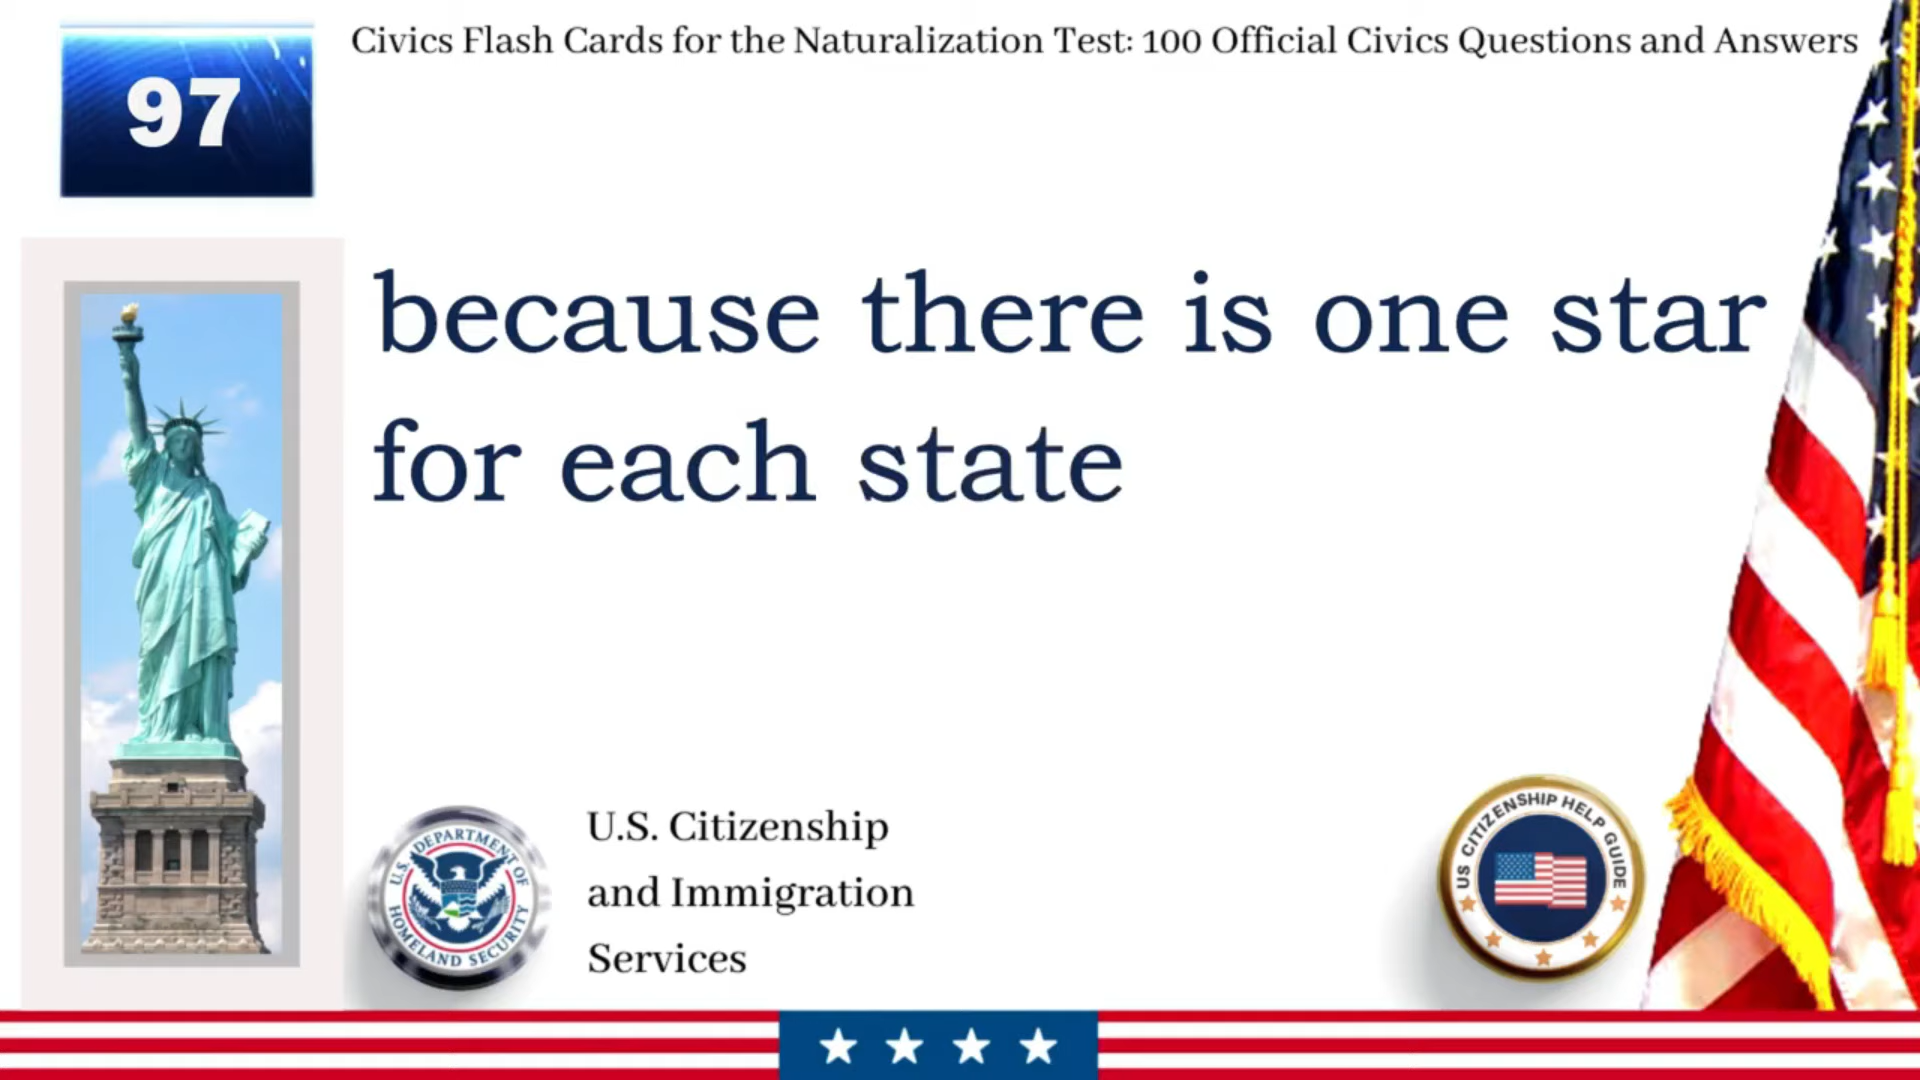 Civics Flash Cards for the Naturalization Test: 100 Official Civics Questions and Answers
97
because there is one star
for each state
U.S. DEPARTMENT OF
HOMELAND SECURITY
U.S. Citizenship
and Immigration
Services
US CITIZENSHIP HELP GUIDE